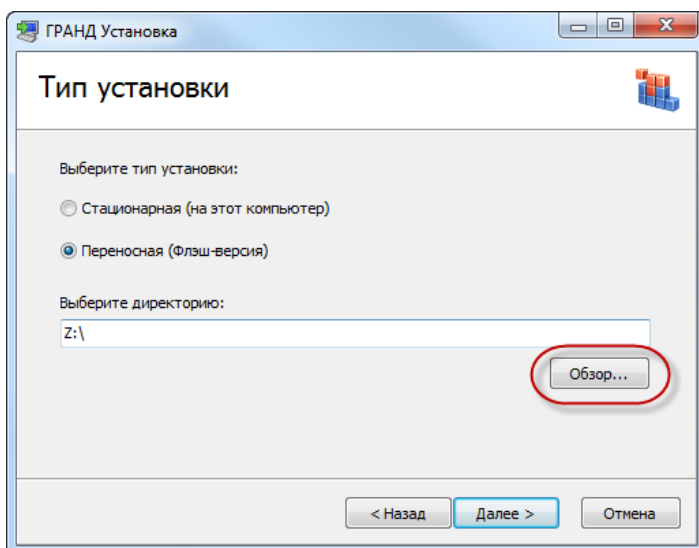 ГРАНД Установка
Тип установки
Выберите тип установки:
Стационарная (на этот компьютер)
Переносная (Флэш-версия)
Выберите директорию:
Z:\
Обзор...
< Назад
Далее >
Отмена